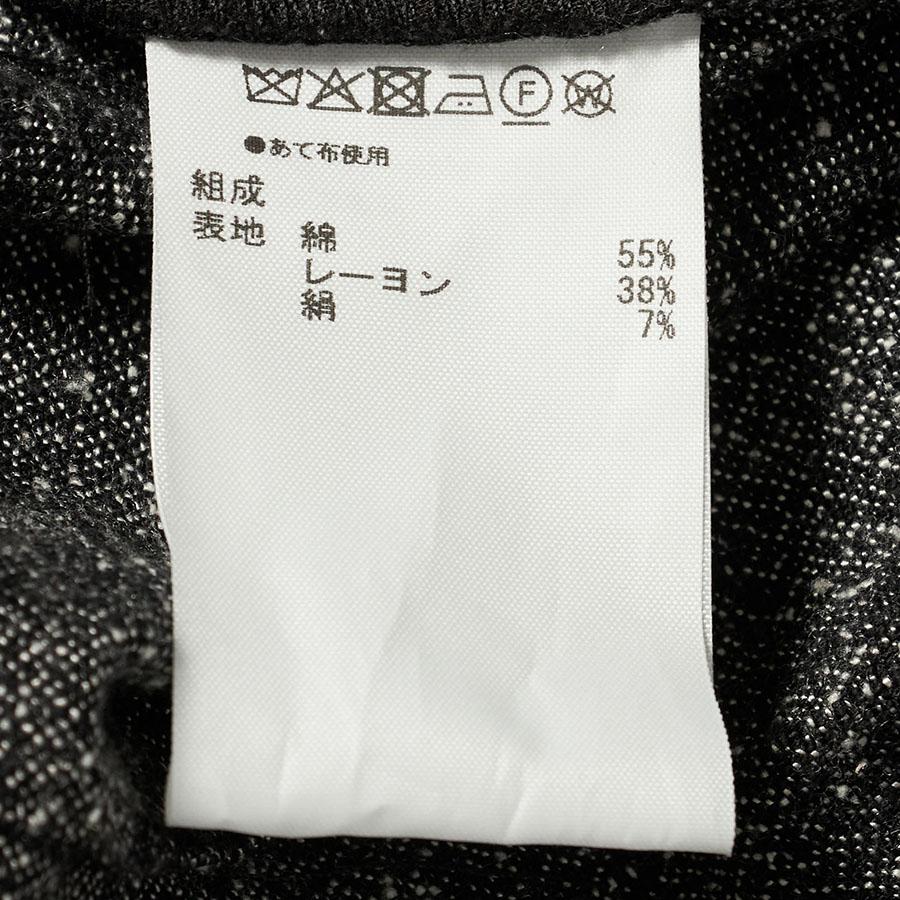 F W
●あて布使用
組成
表地 綿 55%
レーヨン 38%
絹 7%